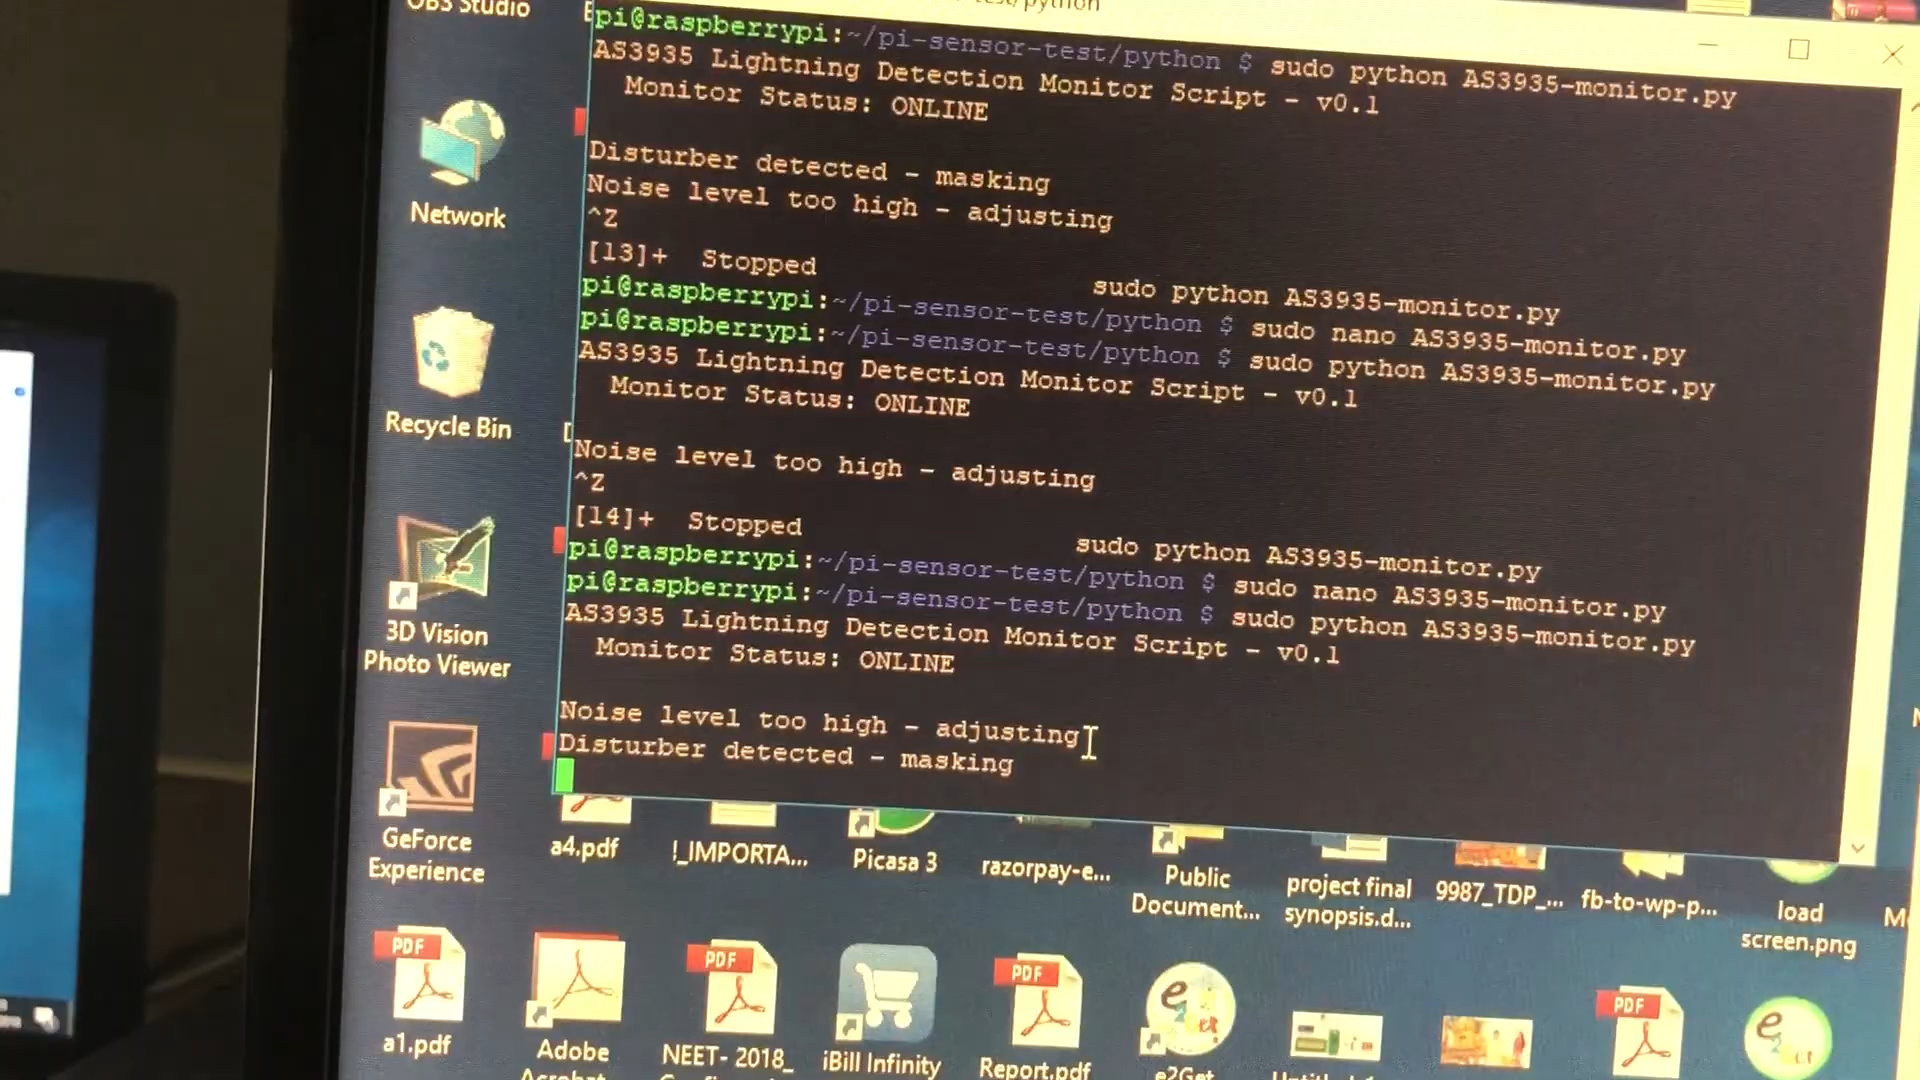 OBS Studio
test/python
pi@raspberrypi:~/pi-sensor-test/python $ sudo python AS3935-monitor.py
AS3935 Lightning Detection Monitor Script - v0.1
Monitor Status: ONLINE
Disturber detected - masking
Noise level too high - adjusting
^Z
[13]+ Stopped sudo python AS3935-monitor.py
pi@raspberrypi:~/pi-sensor-test/python $ sudo nano AS3935-monitor.py
pi@raspberrypi:~/pi-sensor-test/python $ sudo python AS3935-monitor.py
AS3935 Lightning Detection Monitor Script - v0.1
Monitor Status: ONLINE
Noise level too high - adjusting
^Z
[14]+ Stopped sudo python AS3935-monitor.py
pi@raspberrypi:~/pi-sensor-test/python $ sudo nano AS3935-monitor.py
pi@raspberrypi:~/pi-sensor-test/python $ sudo python AS3935-monitor.py
AS3935 Lightning Detection Monitor Script - v0.1
Monitor Status: ONLINE
Noise level too high - adjusting
Disturber detected - masking
Network
Recycle Bin
3D Vision
Photo Viewer
GeForce
Experience
a4.pdf
!_IMPORTA...
Picasa 3
razorpay-e...
Public
Document...
project final
synopsis.d...
9987_TDP_...
fb-to-wp-p...
load
screen.png
PDF
a1.pdf
Adobe
Acrobat
PDF
NEET- 2018_
iBill Infinity
PDF
Report.pdf
e2Get
PDF